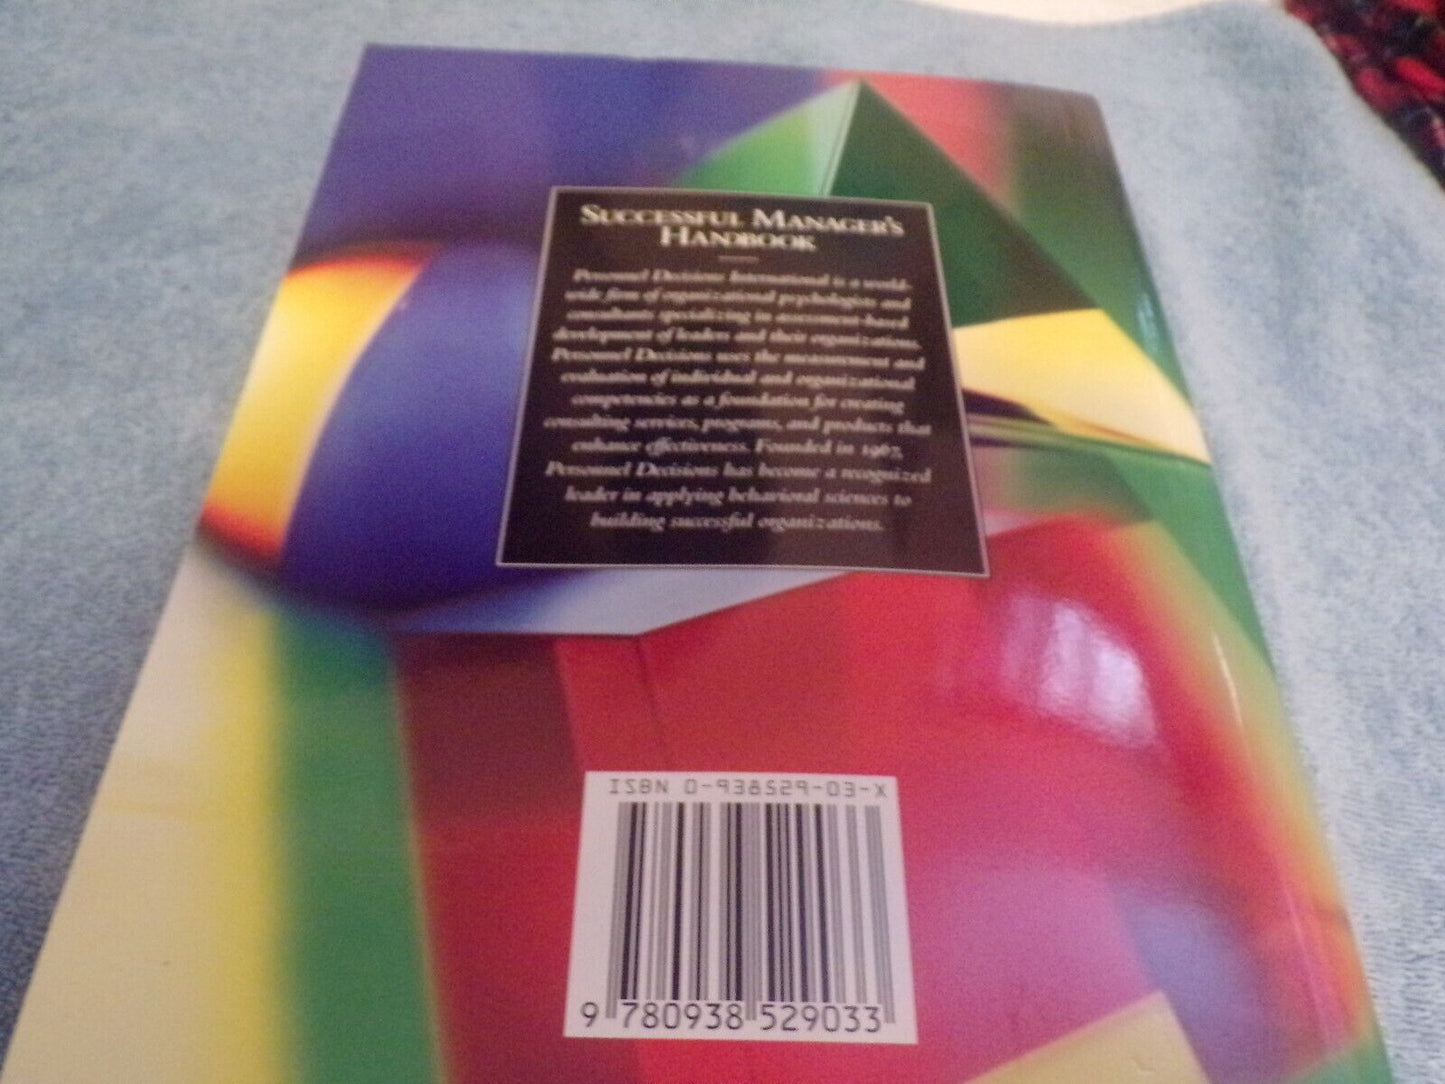 SUCCESSFUL MANAGER'S
HANDBOOK
Personnel Decisions International is a world-
wide firm of organizational psychologists and
consultants specializing in assessment-based
development of leaders and their organizations.
Personnel Decisions uses the measurement and
evaluation of individual and organizational
competencies as a foundation for creating
consulting services, programs, and products that
enhance effectiveness. Founded in 1967,
Personnel Decisions has become a recognized
leader in applying behavioral sciences to
building successful organizations.
ISBN 0-938529-03-X
9 780938 529033